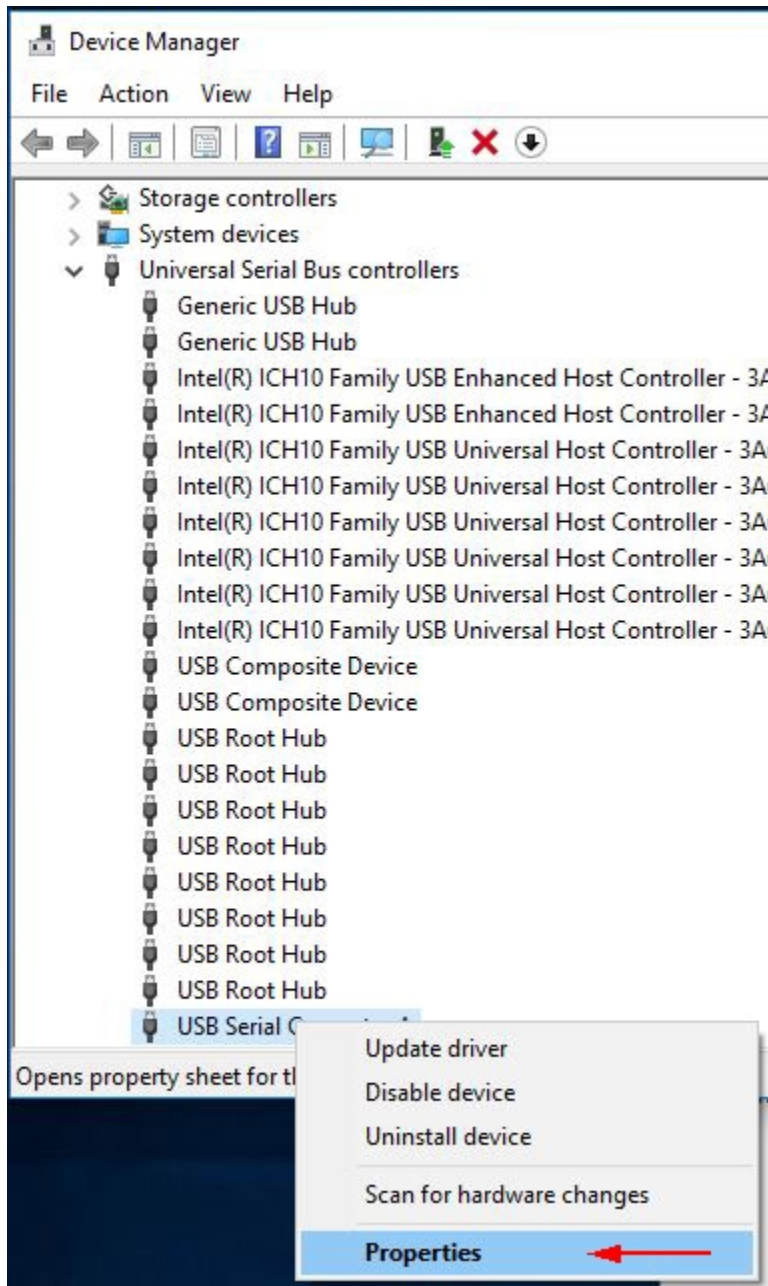 Device Manager
File Action View Help
Storage controllers
System devices
Universal Serial Bus controllers
Generic USB Hub
Generic USB Hub
Intel(R) ICH10 Family USB Enhanced Host Controller - 3A
Intel(R) ICH10 Family USB Enhanced Host Controller - 3A
Intel(R) ICH10 Family USB Universal Host Controller - 3A
Intel(R) ICH10 Family USB Universal Host Controller - 3A
Intel(R) ICH10 Family USB Universal Host Controller - 3A
Intel(R) ICH10 Family USB Universal Host Controller - 3A
Intel(R) ICH10 Family USB Universal Host Controller - 3A
Intel(R) ICH10 Family USB Universal Host Controller - 3A
USB Composite Device
USB Composite Device
USB Root Hub
USB Root Hub
USB Root Hub
USB Root Hub
USB Root Hub
USB Root Hub
USB Root Hub
USB Root Hub
USB Serial
Opens property sheet for
Update driver
Disable device
Uninstall device
Scan for hardware changes
Properties